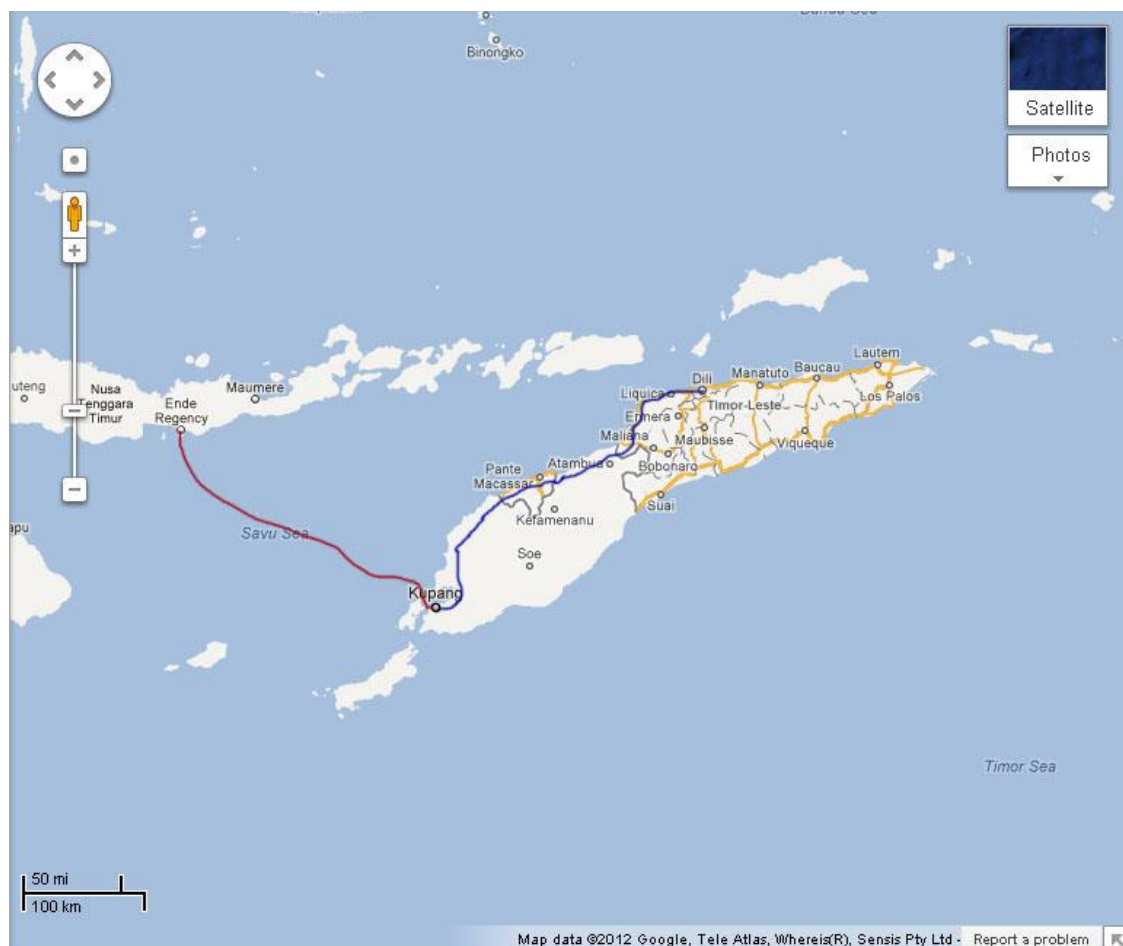 Binongko
Satellite
Photos
uteng
Nusa
Tenggara
Timur
Ende
Regency
Maumere
Liquica
Dili
Manatuto
Baucau
Lautem
Los Palos
Ermera
Timor-Leste
Maliana
Maubisse
Viqueque
Bobonaro
Atambua
Pante
Macassar
Suai
Kefamenanu
apu
Savu Sea
Soe
Kupang
Timor Sea
50 mi
100 km
Map data ©2012 Google, Tele Atlas, Whereis(R), Sensis Pty Ltd -
Report a problem